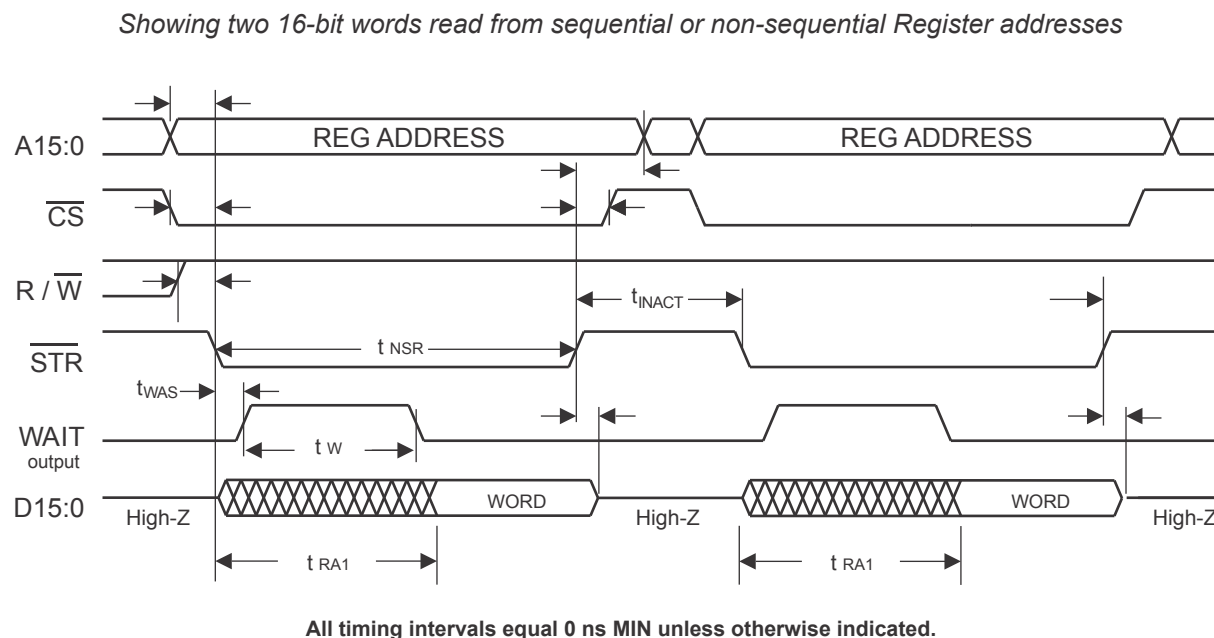 Showing two 16-bit words read from sequential or non-sequential Register addresses
A15:0 REG ADDRESS REG ADDRESS
CS
R / W
tINACT
STR t NSR
tWAS
WAIT
output
t W
D15:0 WORD WORD
High-Z High-Z High-Z
t RA1 t RA1
All timing intervals equal 0 ns MIN unless otherwise indicated.